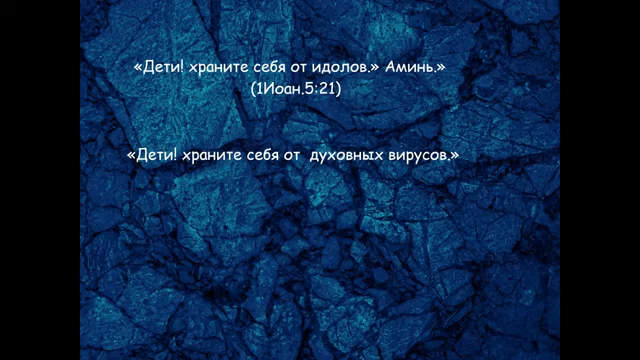 «Дети! храните себя от идолов.» Аминь.»
(1Иоан.5:21)
«Дети! храните себя от духовных вирусов.»